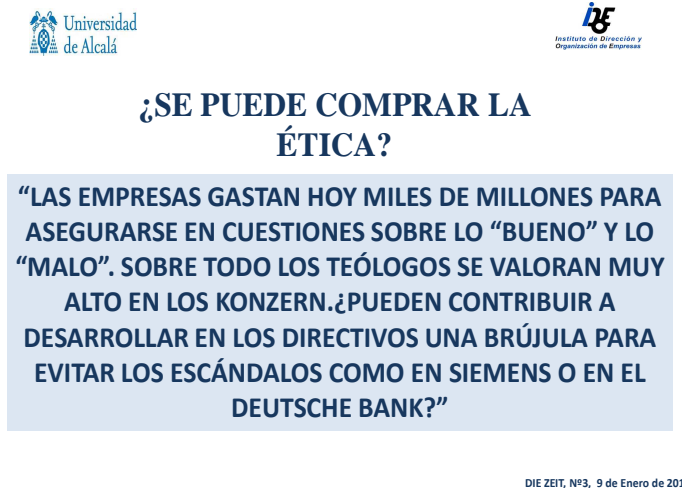 Universidad
de Alcalá
ide
Instituto de Dirección y
Organización de Empresas
¿SE PUEDE COMPRAR LA
ÉTICA?
“LAS EMPRESAS GASTAN HOY MILES DE MILLONES PARA
ASEGURARSE EN CUESTIONES SOBRE LO “BUENO” Y LO
“MALO”. SOBRE TODO LOS TEÓLOGOS SE VALORAN MUY
ALTO EN LOS KONZERN.¿PUEDEN CONTRIBUIR A
DESARROLLAR EN LOS DIRECTIVOS UNA BRÚJULA PARA
EVITAR LOS ESCÁNDALOS COMO EN SIEMENS O EN EL
DEUTSCHE BANK?”
DIE ZEIT, Nº3, 9 de Enero de 201